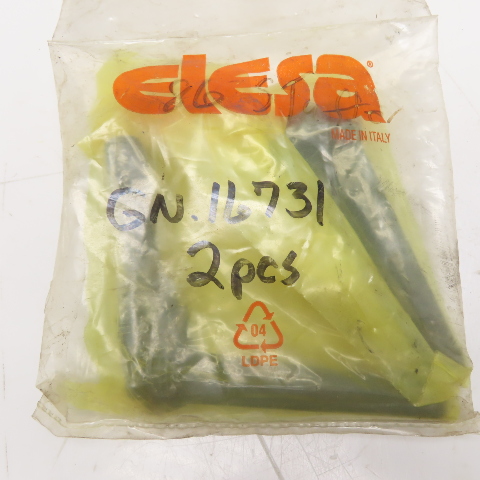 elesa®
MADE IN ITALY
GN.16731
2pcs
04
LDPE